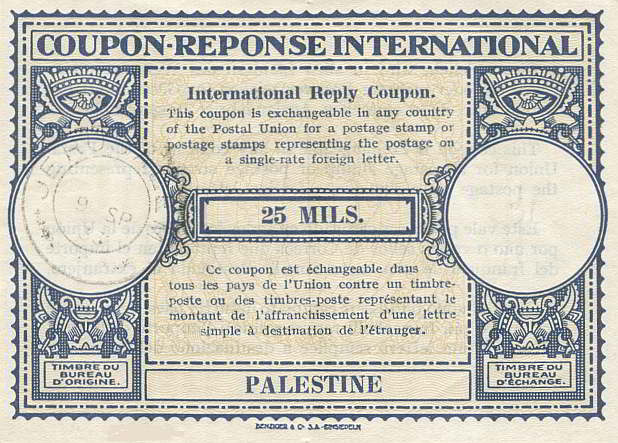 COUPON-REPONSE INTERNATIONAL
International Reply Coupon.
This coupon is exchangeable in any country
of the Postal Union for a postage stamp or
postage stamps representing the postage on
a single-rate foreign letter.
25 MILS.
Ce coupon est échangeable dans
tous les pays de l'Union contre un timbre-
poste ou des timbres-poste représentant le
montant de l'affranchissement d'une lettre
simple à destination de l'étranger.
TIMBRE DU
BUREAU
D'ORIGINE.
PALESTINE
TIMBRE DU
BUREAU
D'ÉCHANGE.
BENZIGER & Co S.A.-EINSIEDELN